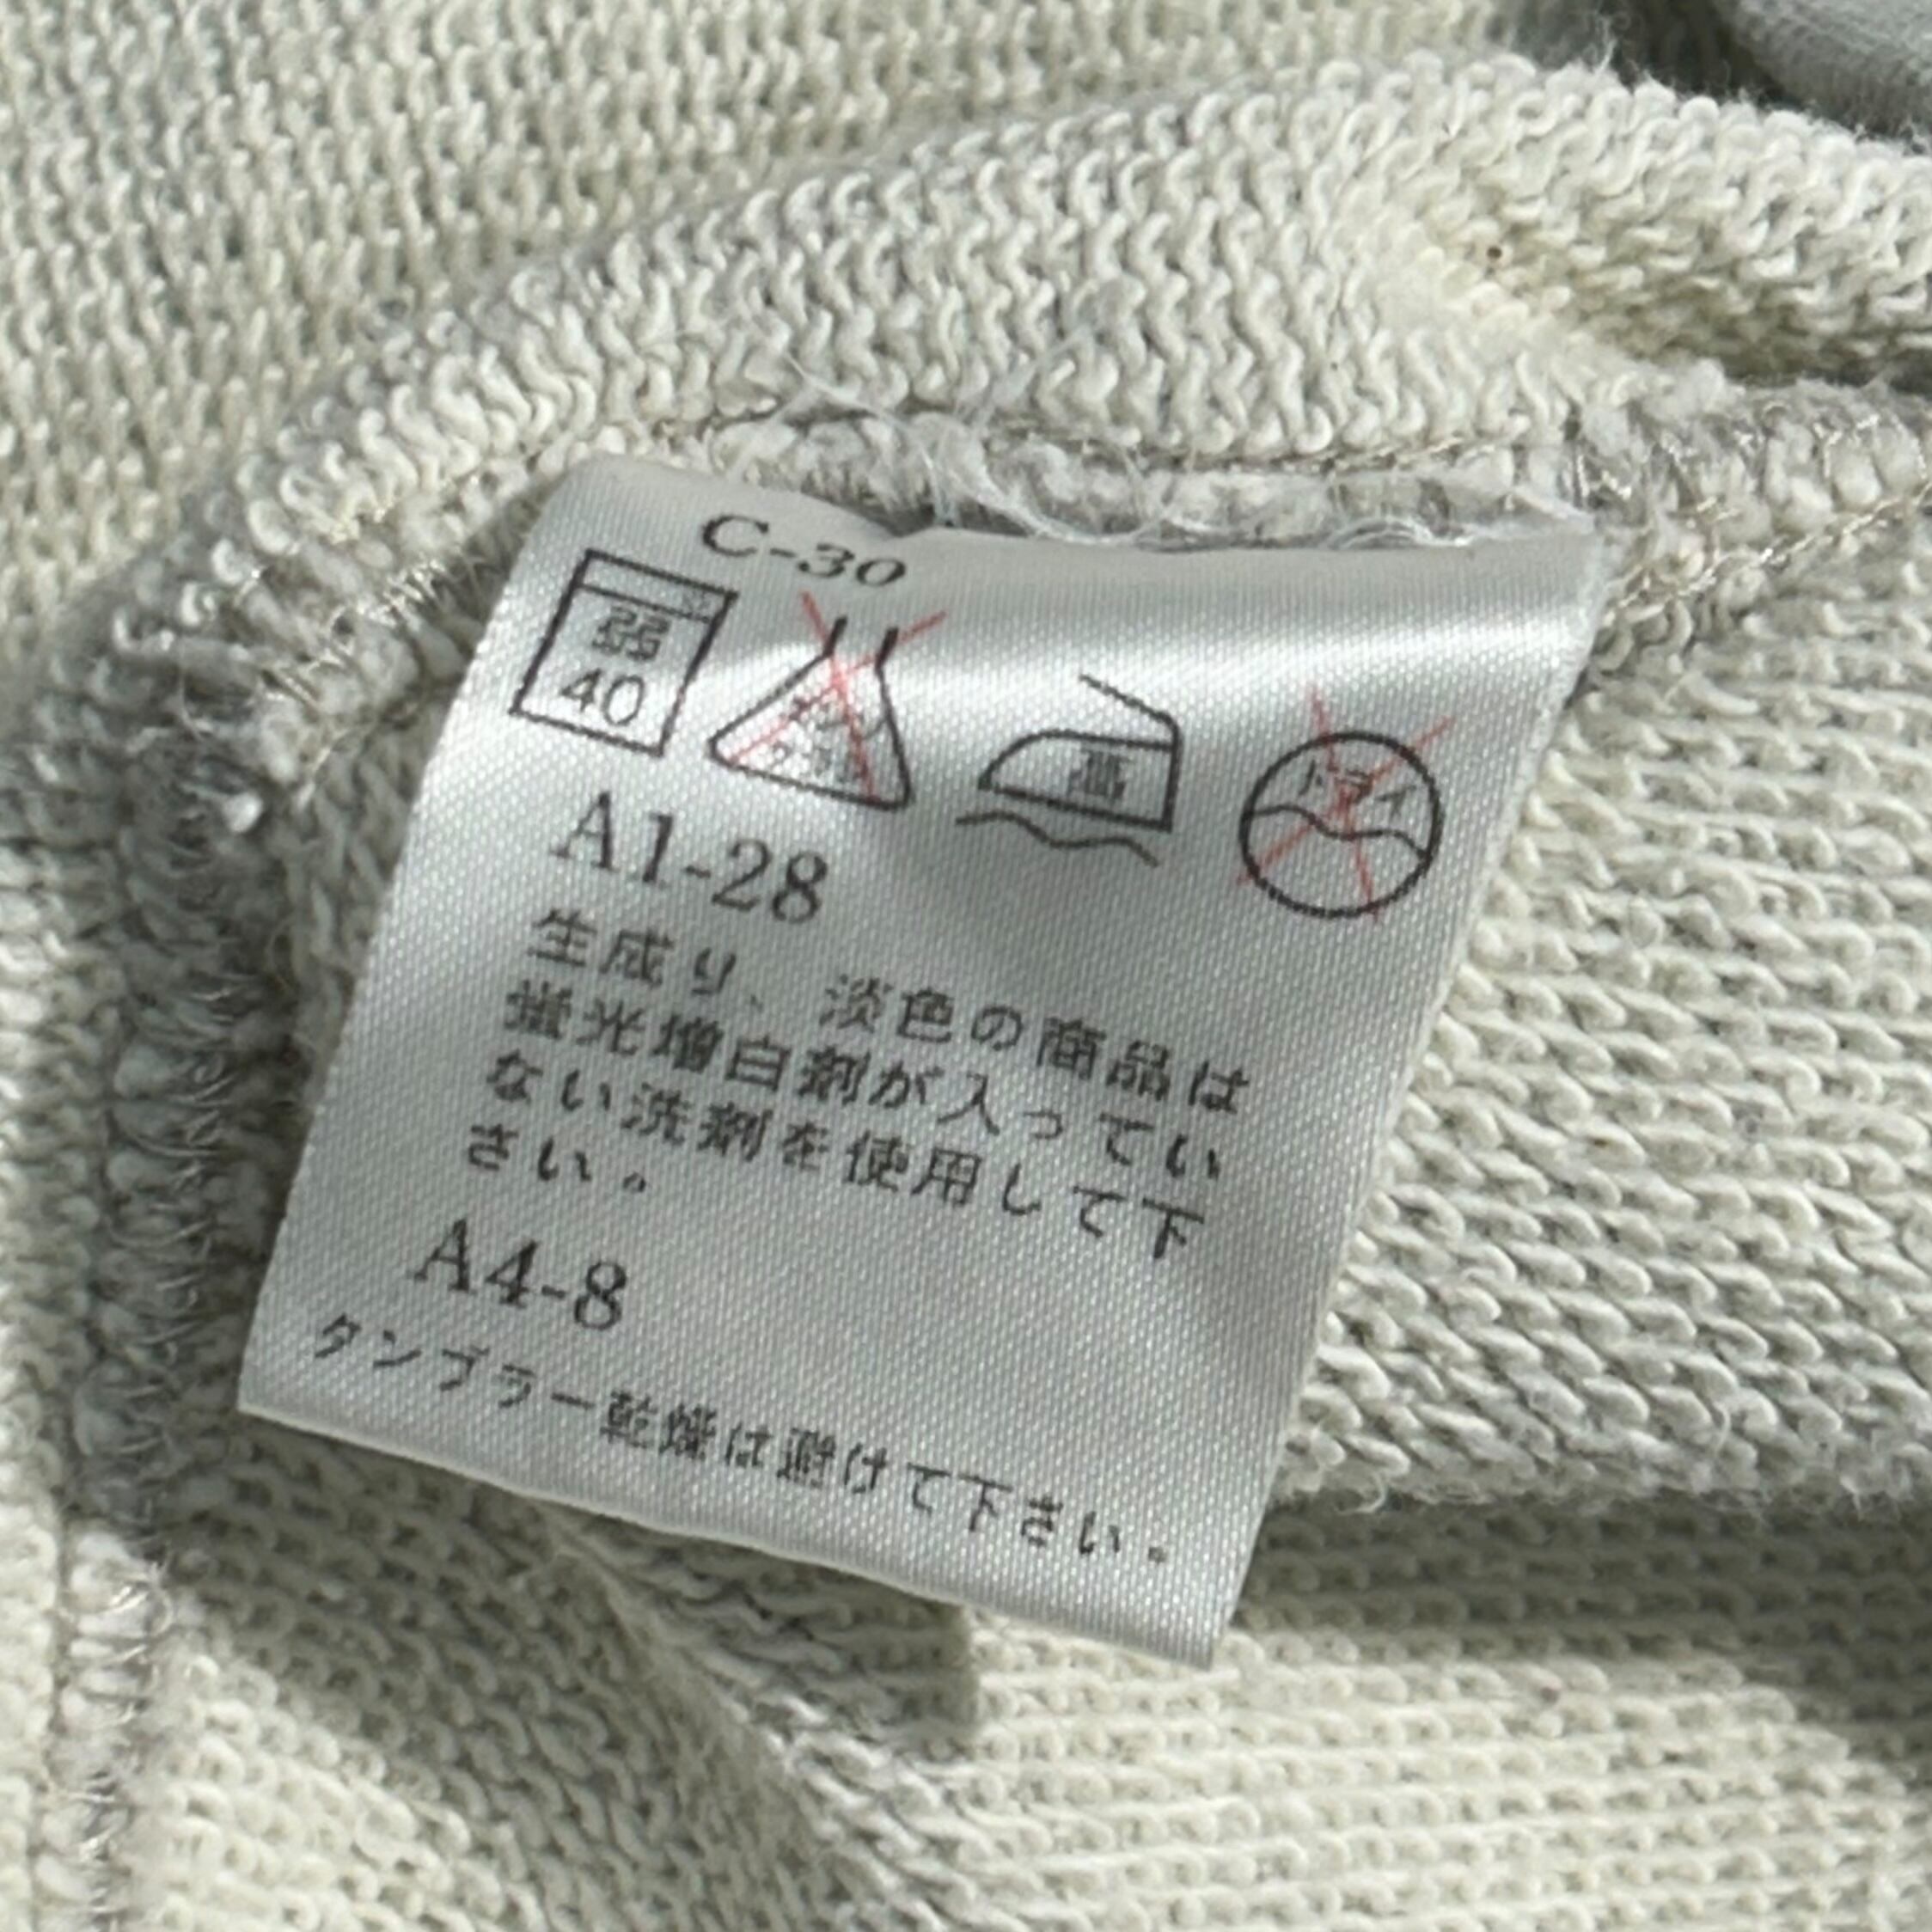 C-30
弱
40
高
ドライ
A1-28
生成り、淡色の商品は
蛍光増白剤が入ってい
ない洗剤を使用して下
さい。
A4-8
タンブラー乾燥は避けて下さい。